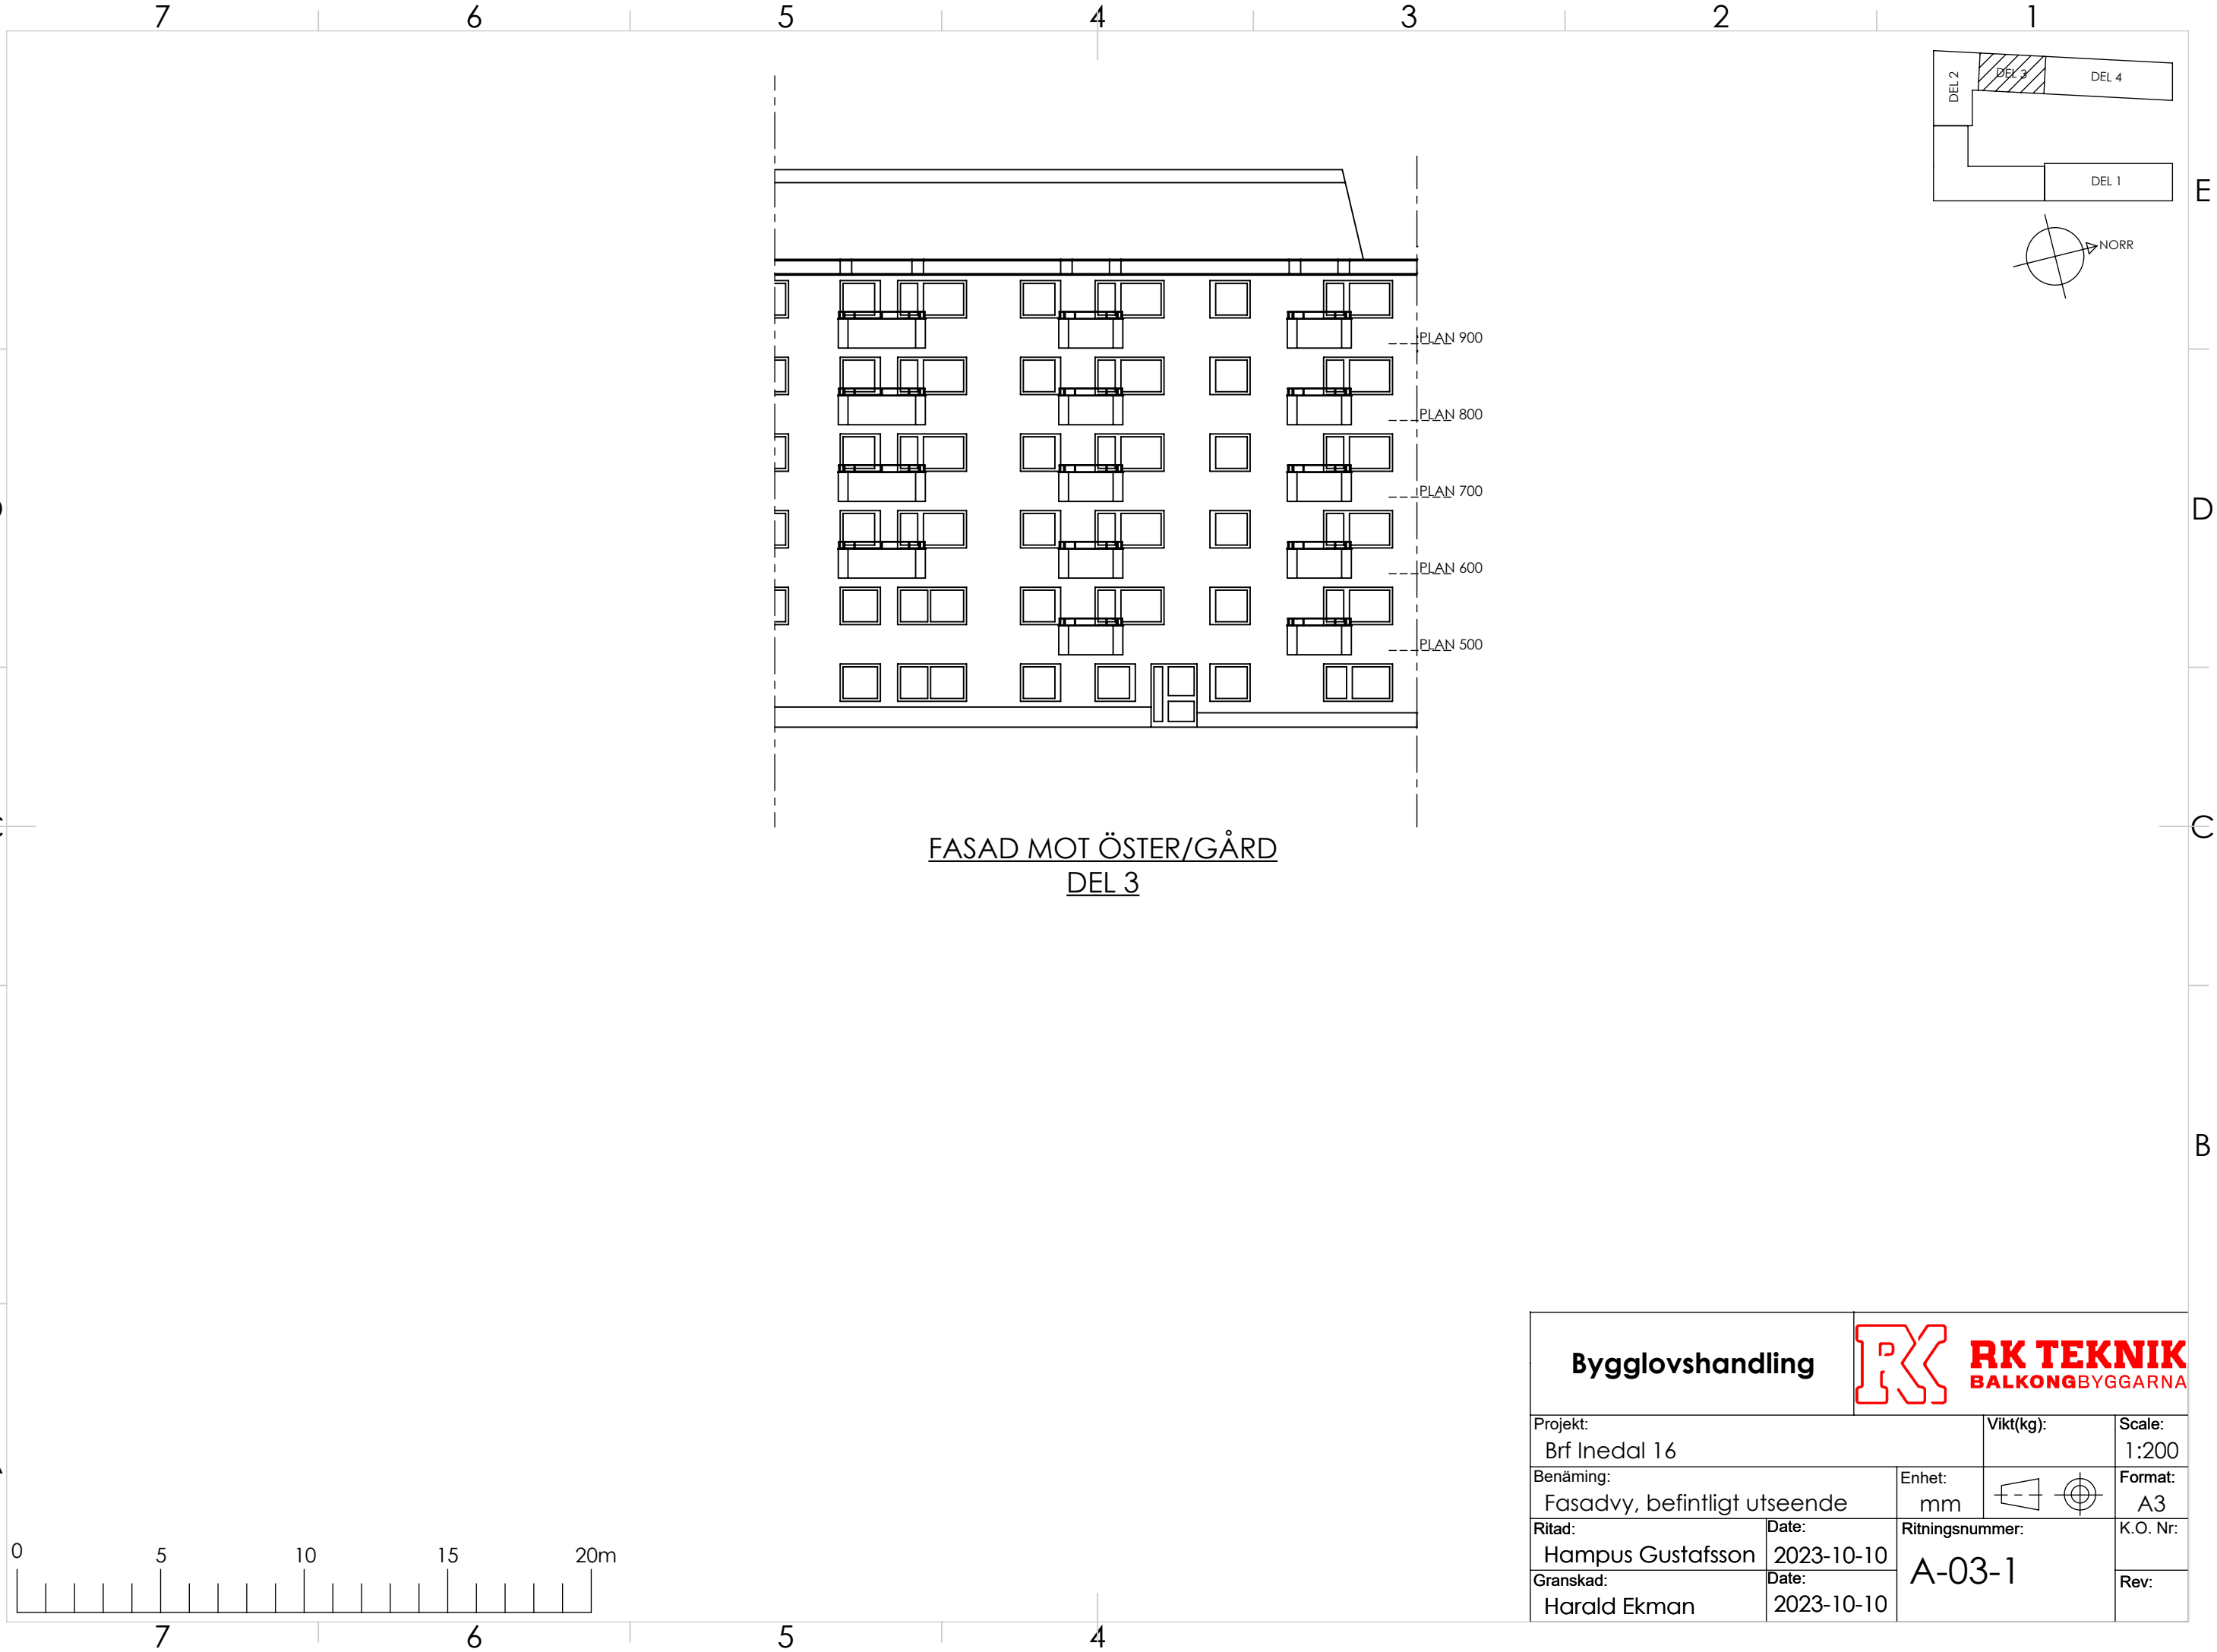 7 6 5 4 3 2 1
DEL 2
DEL 3
DEL 4
DEL 1
E
NORR
PLAN 900
PLAN 800
PLAN 700
D
PLAN 600
PLAN 500
C
FASAD MOT ÖSTER/GÅRD
DEL 3
B
Bygglovshandling
RK
RK TEKNIK
BALKONGBYGGARNA
Projekt:
Brf Inedal 16
Vikt(kg):
Scale:
1:200
Benäming:
Fasadvy, befintligt utseende
Enhet:
mm
Format:
A3
Ritad:
Hampus Gustafsson
Date:
2023-10-10
Ritningsnummer:
A-03-1
K.O. Nr:
Granskad:
Harald Ekman
Date:
2023-10-10
Rev:
0 5 10 15 20m
7 6 5 4